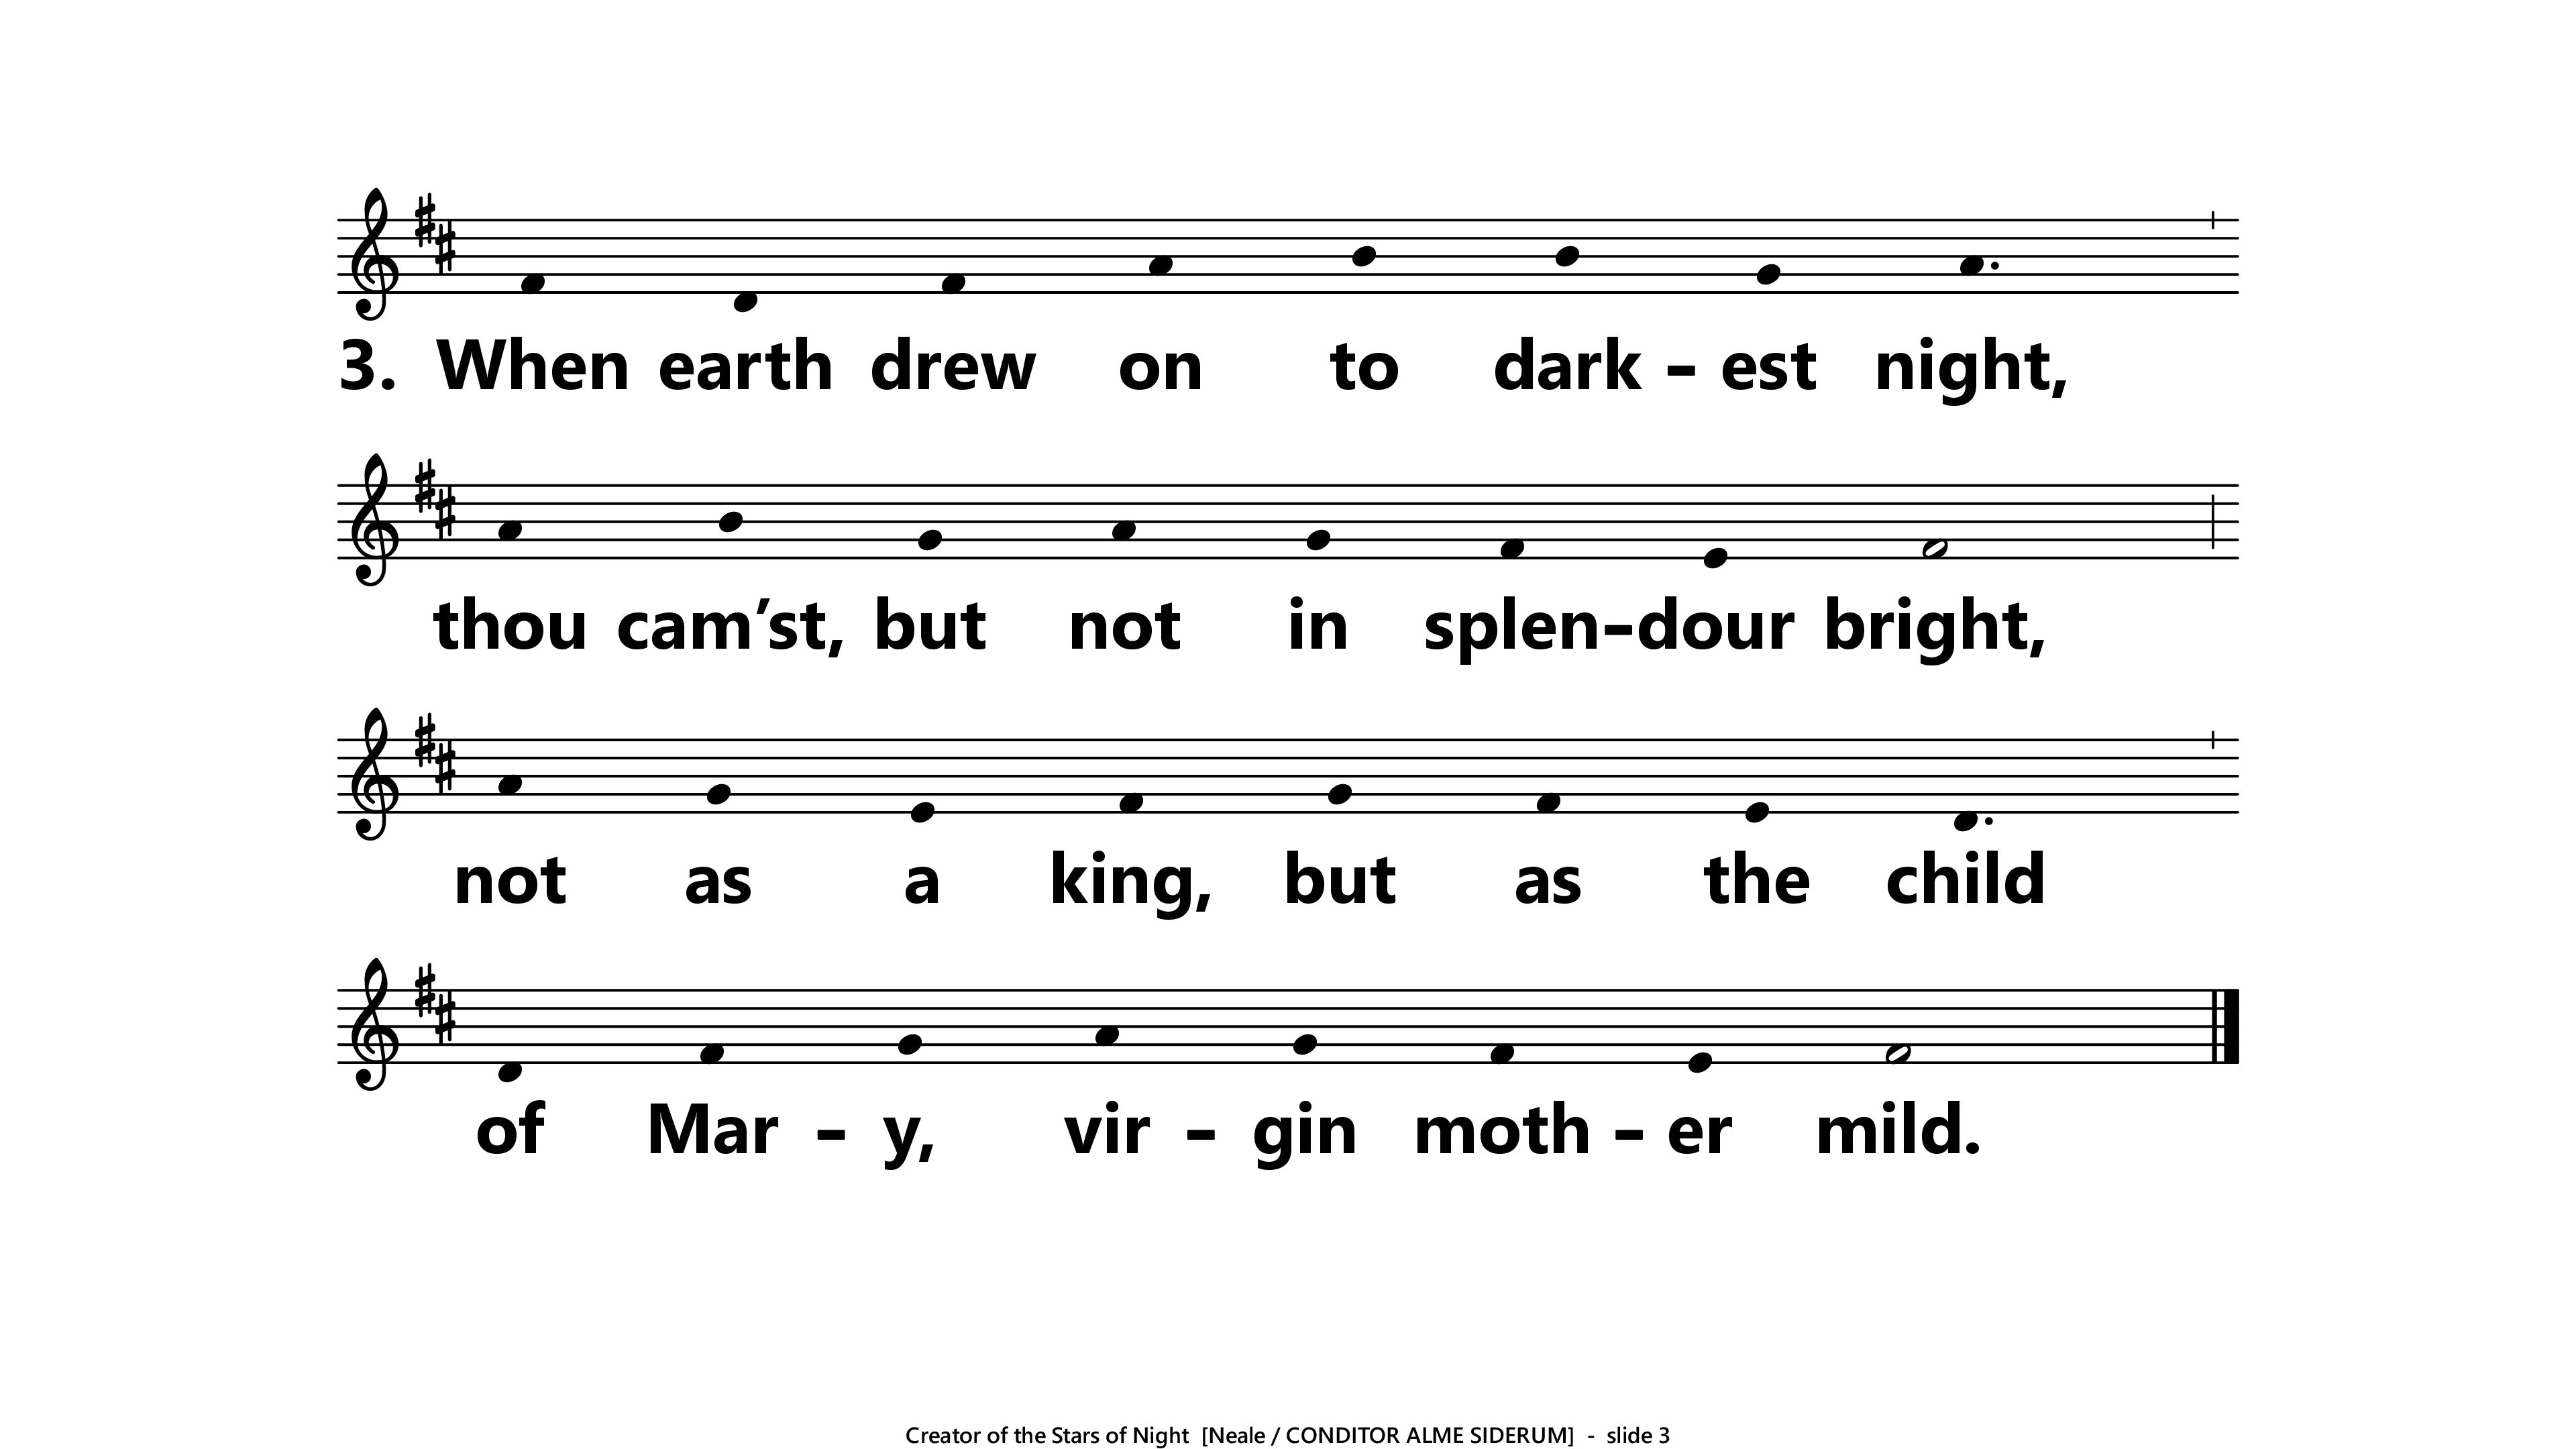 3. When earth drew on to dark - est night,
thou cam’st, but not in splen-dour bright,
not as a king, but as the child
of Mar - y, vir - gin moth - er mild.
Creator of the Stars of Night [Neale / CONDITOR ALME SIDERUM] - slide 3